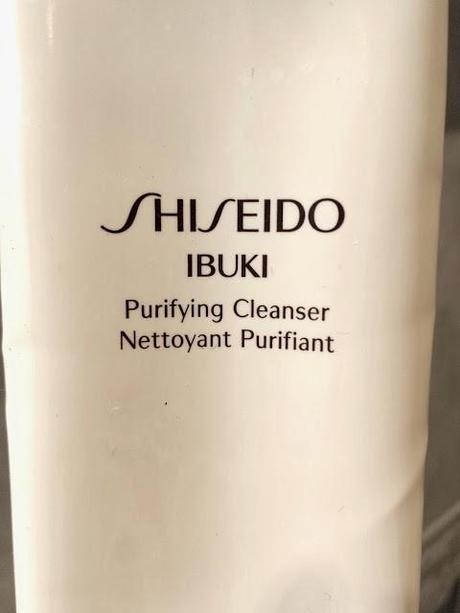 SHISEIDO
IBUKI
Purifying Cleanser
Nettoyant Purifiant